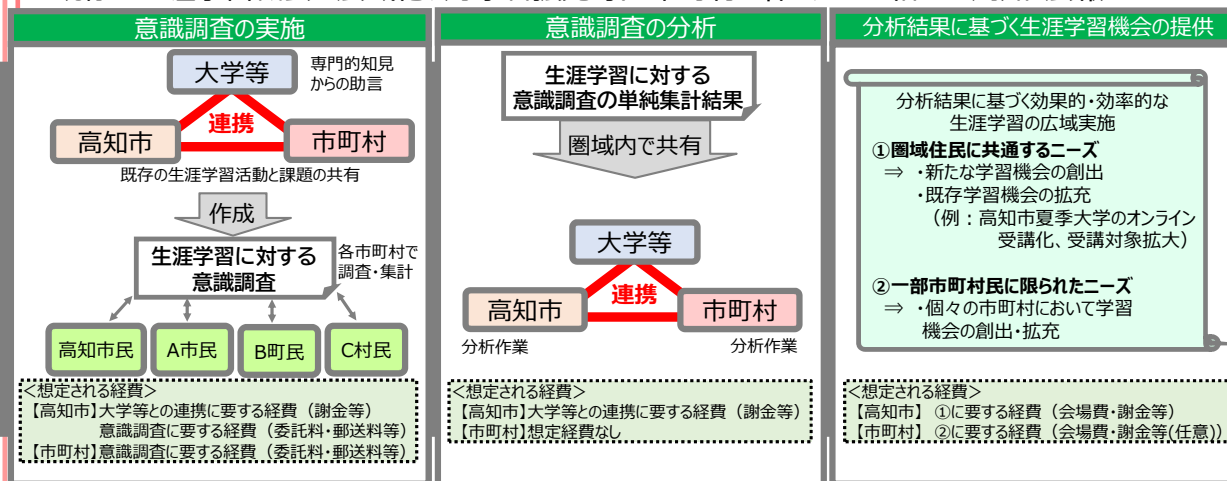 意識調査の実施
大学等
専門的知見
からの助言
連携
高知市
市町村
既存の生涯学習活動と課題の共有
作成
生涯学習に対する
意識調査
各市町村で
調査・集計
高知市民
A市民
B町民
C村民
<想定される経費>
【高知市】大学等との連携に要する経費（謝金等）
意識調査に要する経費（委託料・郵送料等）
【市町村】意識調査に要する経費（委託料・郵送料等）
意識調査の分析
生涯学習に対する
意識調査の単純集計結果
圏域内で共有
大学等
連携
高知市
市町村
分析作業
分析作業
<想定される経費>
【高知市】大学等との連携に要する経費（謝金等）
【市町村】想定経費なし
分析結果に基づく生涯学習機会の提供
分析結果に基づく効果的・効率的な
生涯学習の広域実施
①圏域住民に共通するニーズ
⇒ ・新たな学習機会の創出
・既存学習機会の拡充
（例：高知市夏季大学のオンライン
受講化、受講対象拡大）
②一部市町村民に限られたニーズ
⇒ ・個々の市町村において学習
機会の創出・拡充
<想定される経費>
【高知市】 ①に要する経費（会場費・謝金等）
【市町村】 ②に要する経費（会場費・謝金等(任意)）